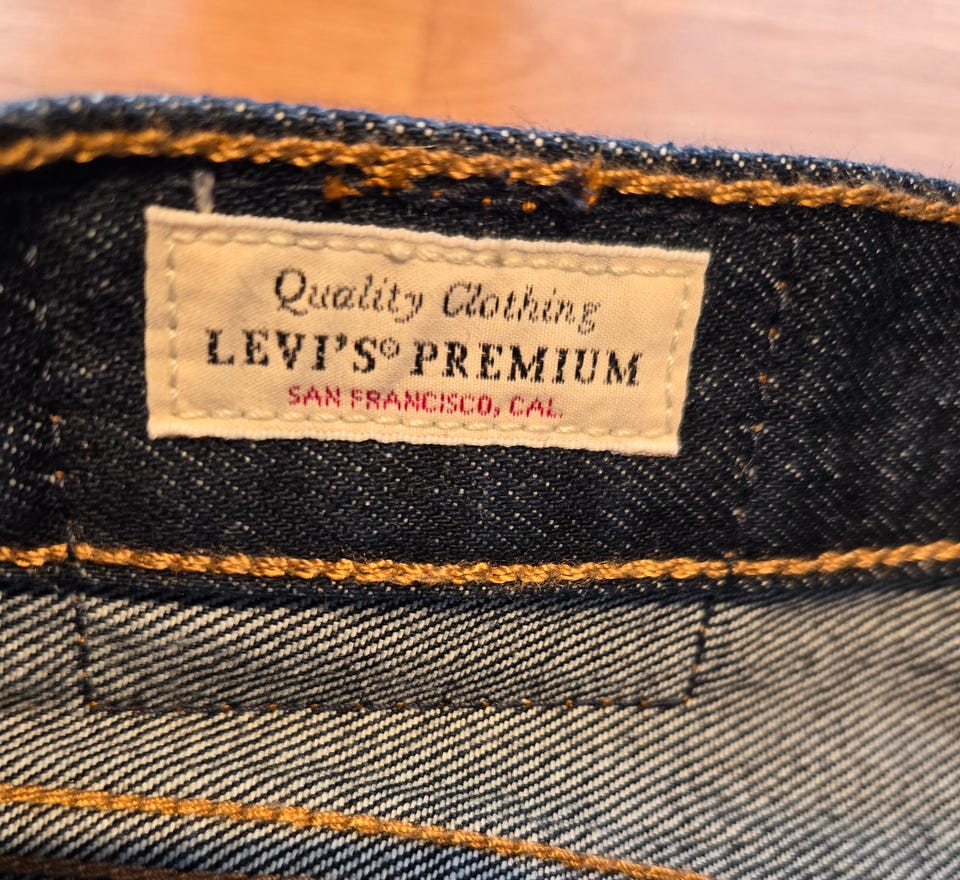 Quality Clothing
LEVI'S® PREMIUM
SAN FRANCISCO, CAL.